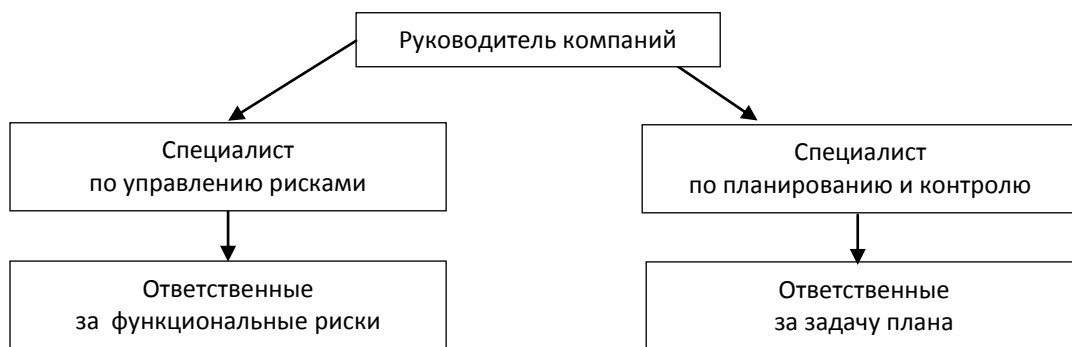 Руководитель компаний
Специалист
по управлению рисками
Специалист
по планированию и контролю
Ответственные
за функциональные риски
Ответственные
за задачу плана